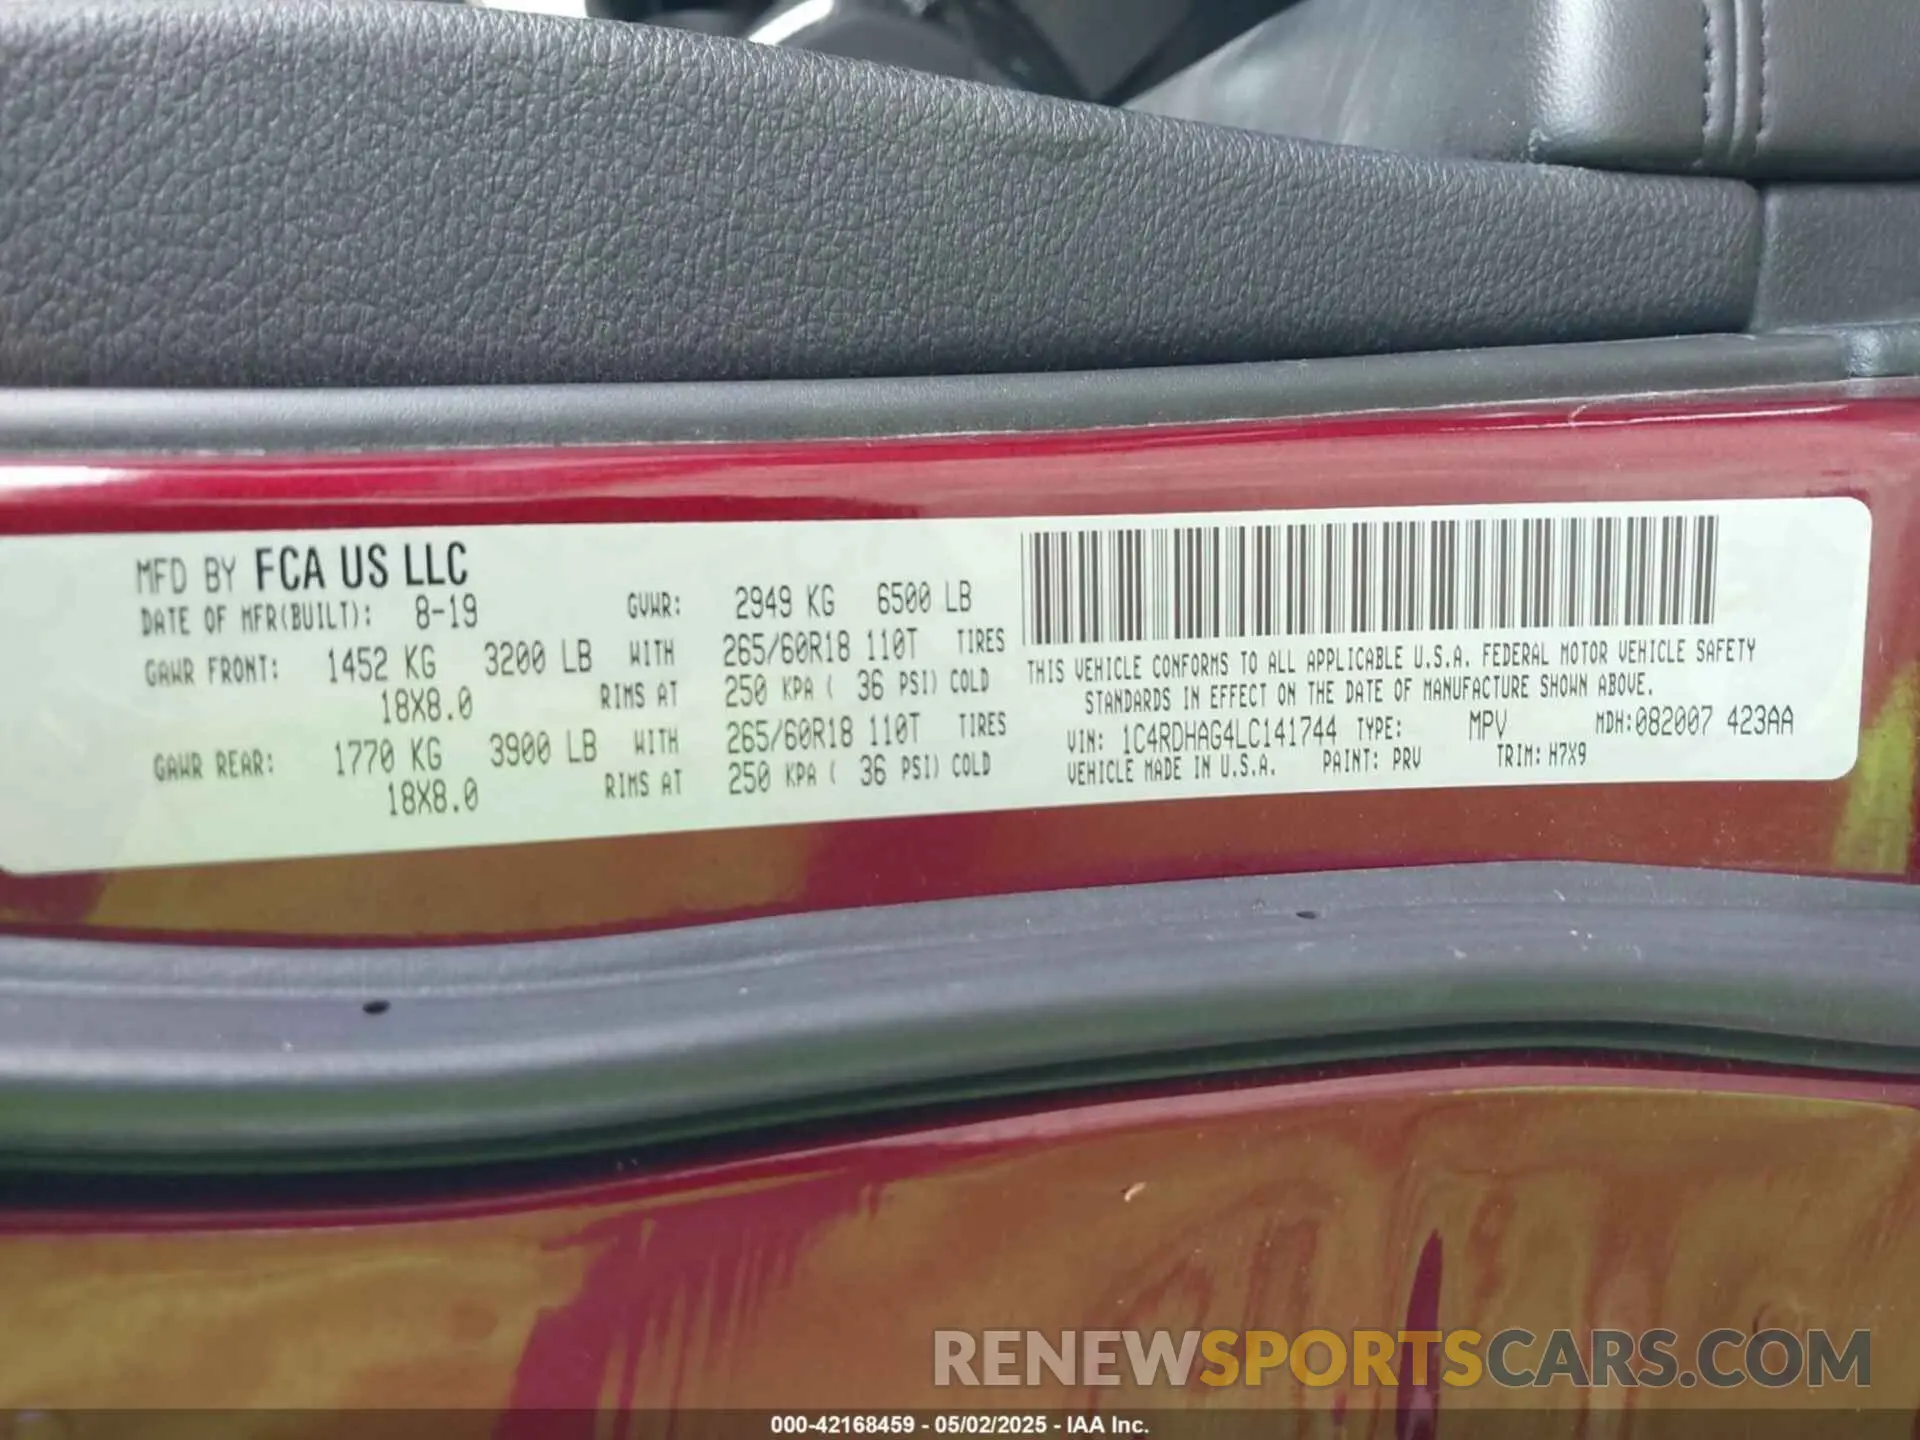 MFD BY FCA US LLC
DATE OF MFR(BUILT): 8-19 GVWR: 2949 KG 6500 LB
GAWR FRONT: 1452 KG 3200 LB WITH 265/60R18 110T TIRES
18X8.0 RIMS AT 250 KPA ( 36 PSI) COLD
GAWR REAR: 1770 KG 3900 LB WITH 265/60R18 110T TIRES
18X8.0 RIMS AT 250 KPA ( 36 PSI) COLD
THIS VEHICLE CONFORMS TO ALL APPLICABLE U.S.A. FEDERAL MOTOR VEHICLE SAFETY
STANDARDS IN EFFECT ON THE DATE OF MANUFACTURE SHOWN ABOVE.
VIN: 1C4RDHAG4LC141744 TYPE: MPV MDH:082007 423AA
VEHICLE MADE IN U.S.A. PAINT: PRV TRIM: H7X9
RENEWSPORTSCARS.COM
000-42168459 - 05/02/2025 - IAA Inc.